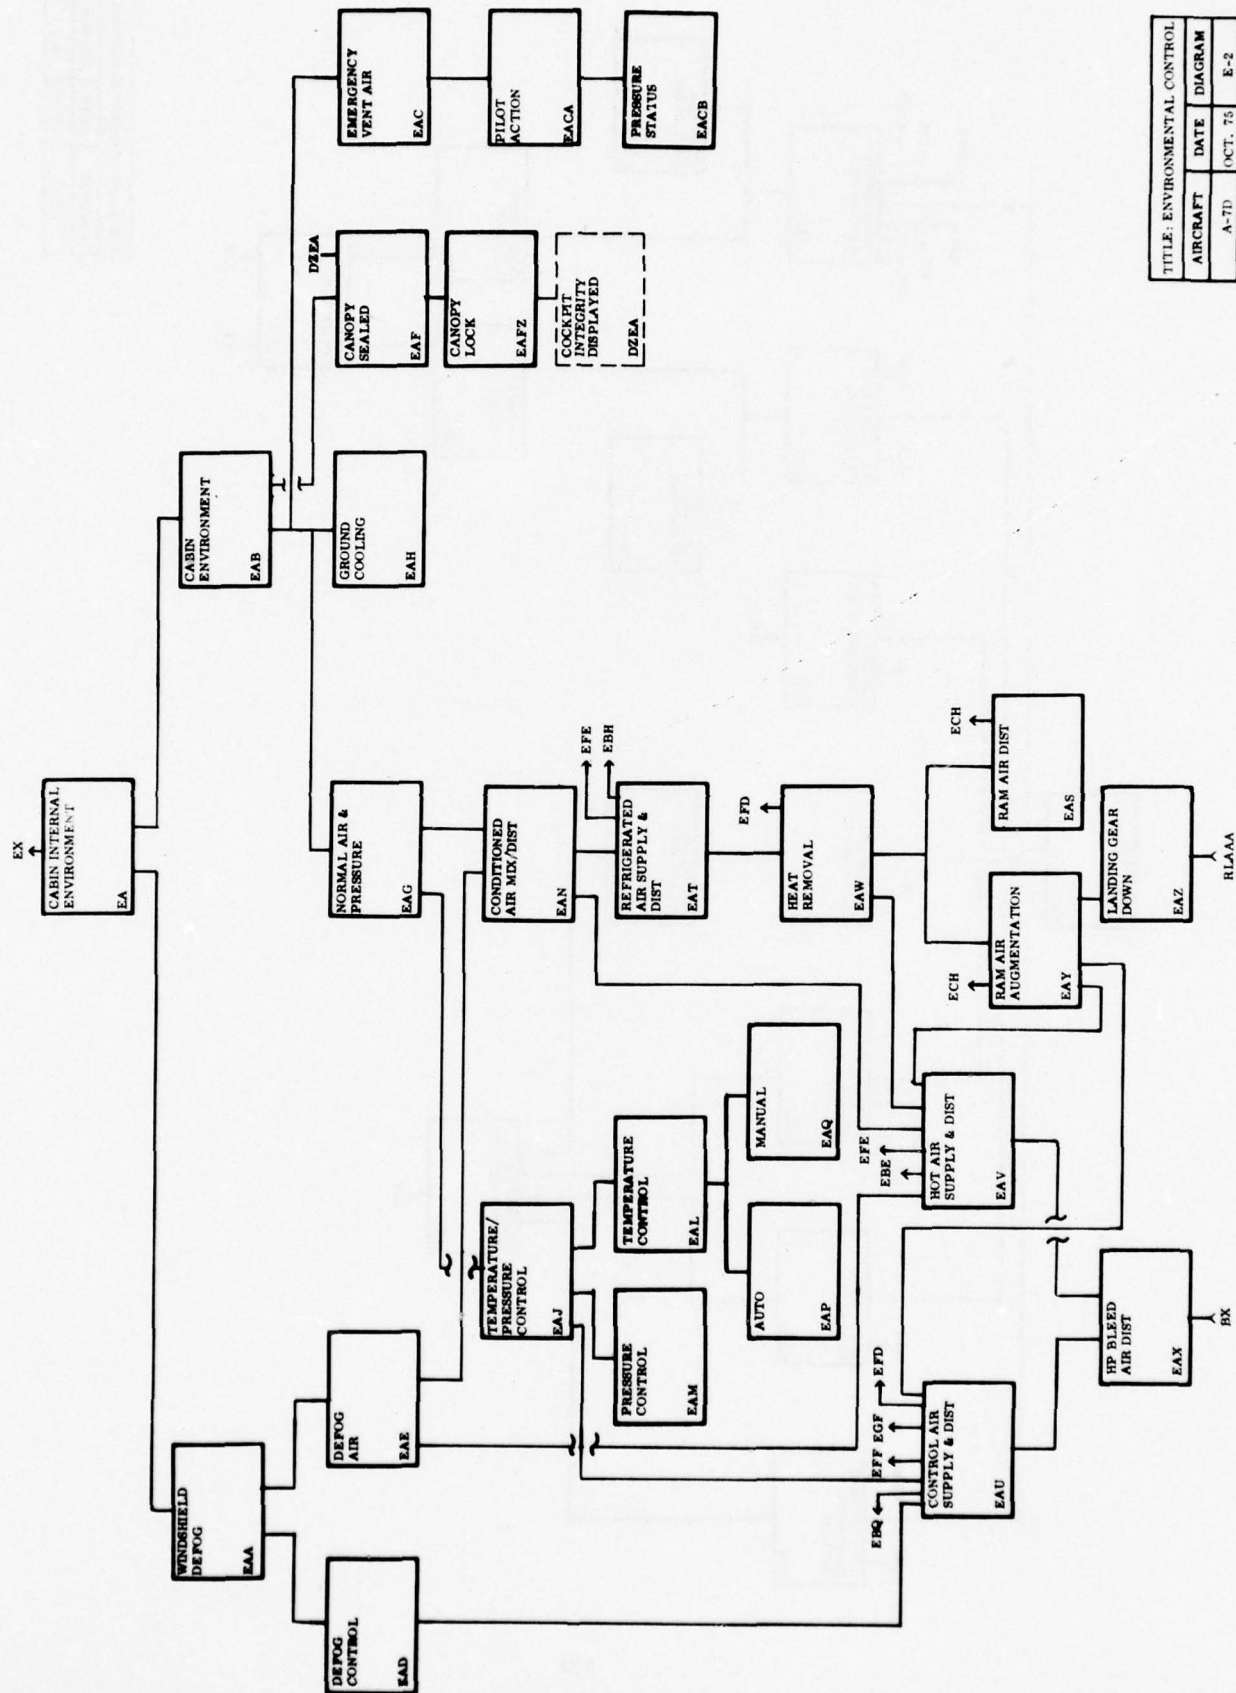 EX
CABIN INTERNAL
ENVIRONMENT
EA
WINDSHIELD
DEFOG
EAA
CABIN
ENVIRONMENT
EAB
DEFOG
CONTROL
EAD
DEFOG
AIR
EAE
NORMAL AIR &
PRESSURE
EAG
GROUND
COOLING
EAH
DZEA
CANOPY
SEALED
EAF
EMERGENCY
VENT AIR
EAC
TEMPERATURE/
PRESSURE
CONTROL
EAJ
CONDITIONED
AIR MIX/DIST
EAN
CANOPY
LOCK
EAFZ
PILOT
ACTION
EACA
EFE
EBH
PRESSURE
CONTROL
EAM
TEMPERATURE
CONTROL
EAL
REFRIGERATED
AIR SUPPLY &
DIST
EAT
COCKPIT
INTEGRITY
DISPLAYED
DZEA
PRESSURE
STATUS
EACB
AUTO
EAP
MANUAL
EAQ
EFD
HEAT
REMOVAL
EAW
EBQ
EFF
EGF
EFD
CONTROL AIR
SUPPLY & DIST
EAU
EBE
EFE
HOT AIR
SUPPLY & DIST
EAV
ECH
RAM AIR
AUGMENTATION
EAY
ECH
RAM AIR DIST
EAS
HP BLEED
AIR DIST
EAX
BX
LANDING GEAR
DOWN
EAZ
RLAAA
TITLE: ENVIRONMENTAL CONTROL
AIRCRAFT DATE DIAGRAM
A-7D OCT. 75 E-2